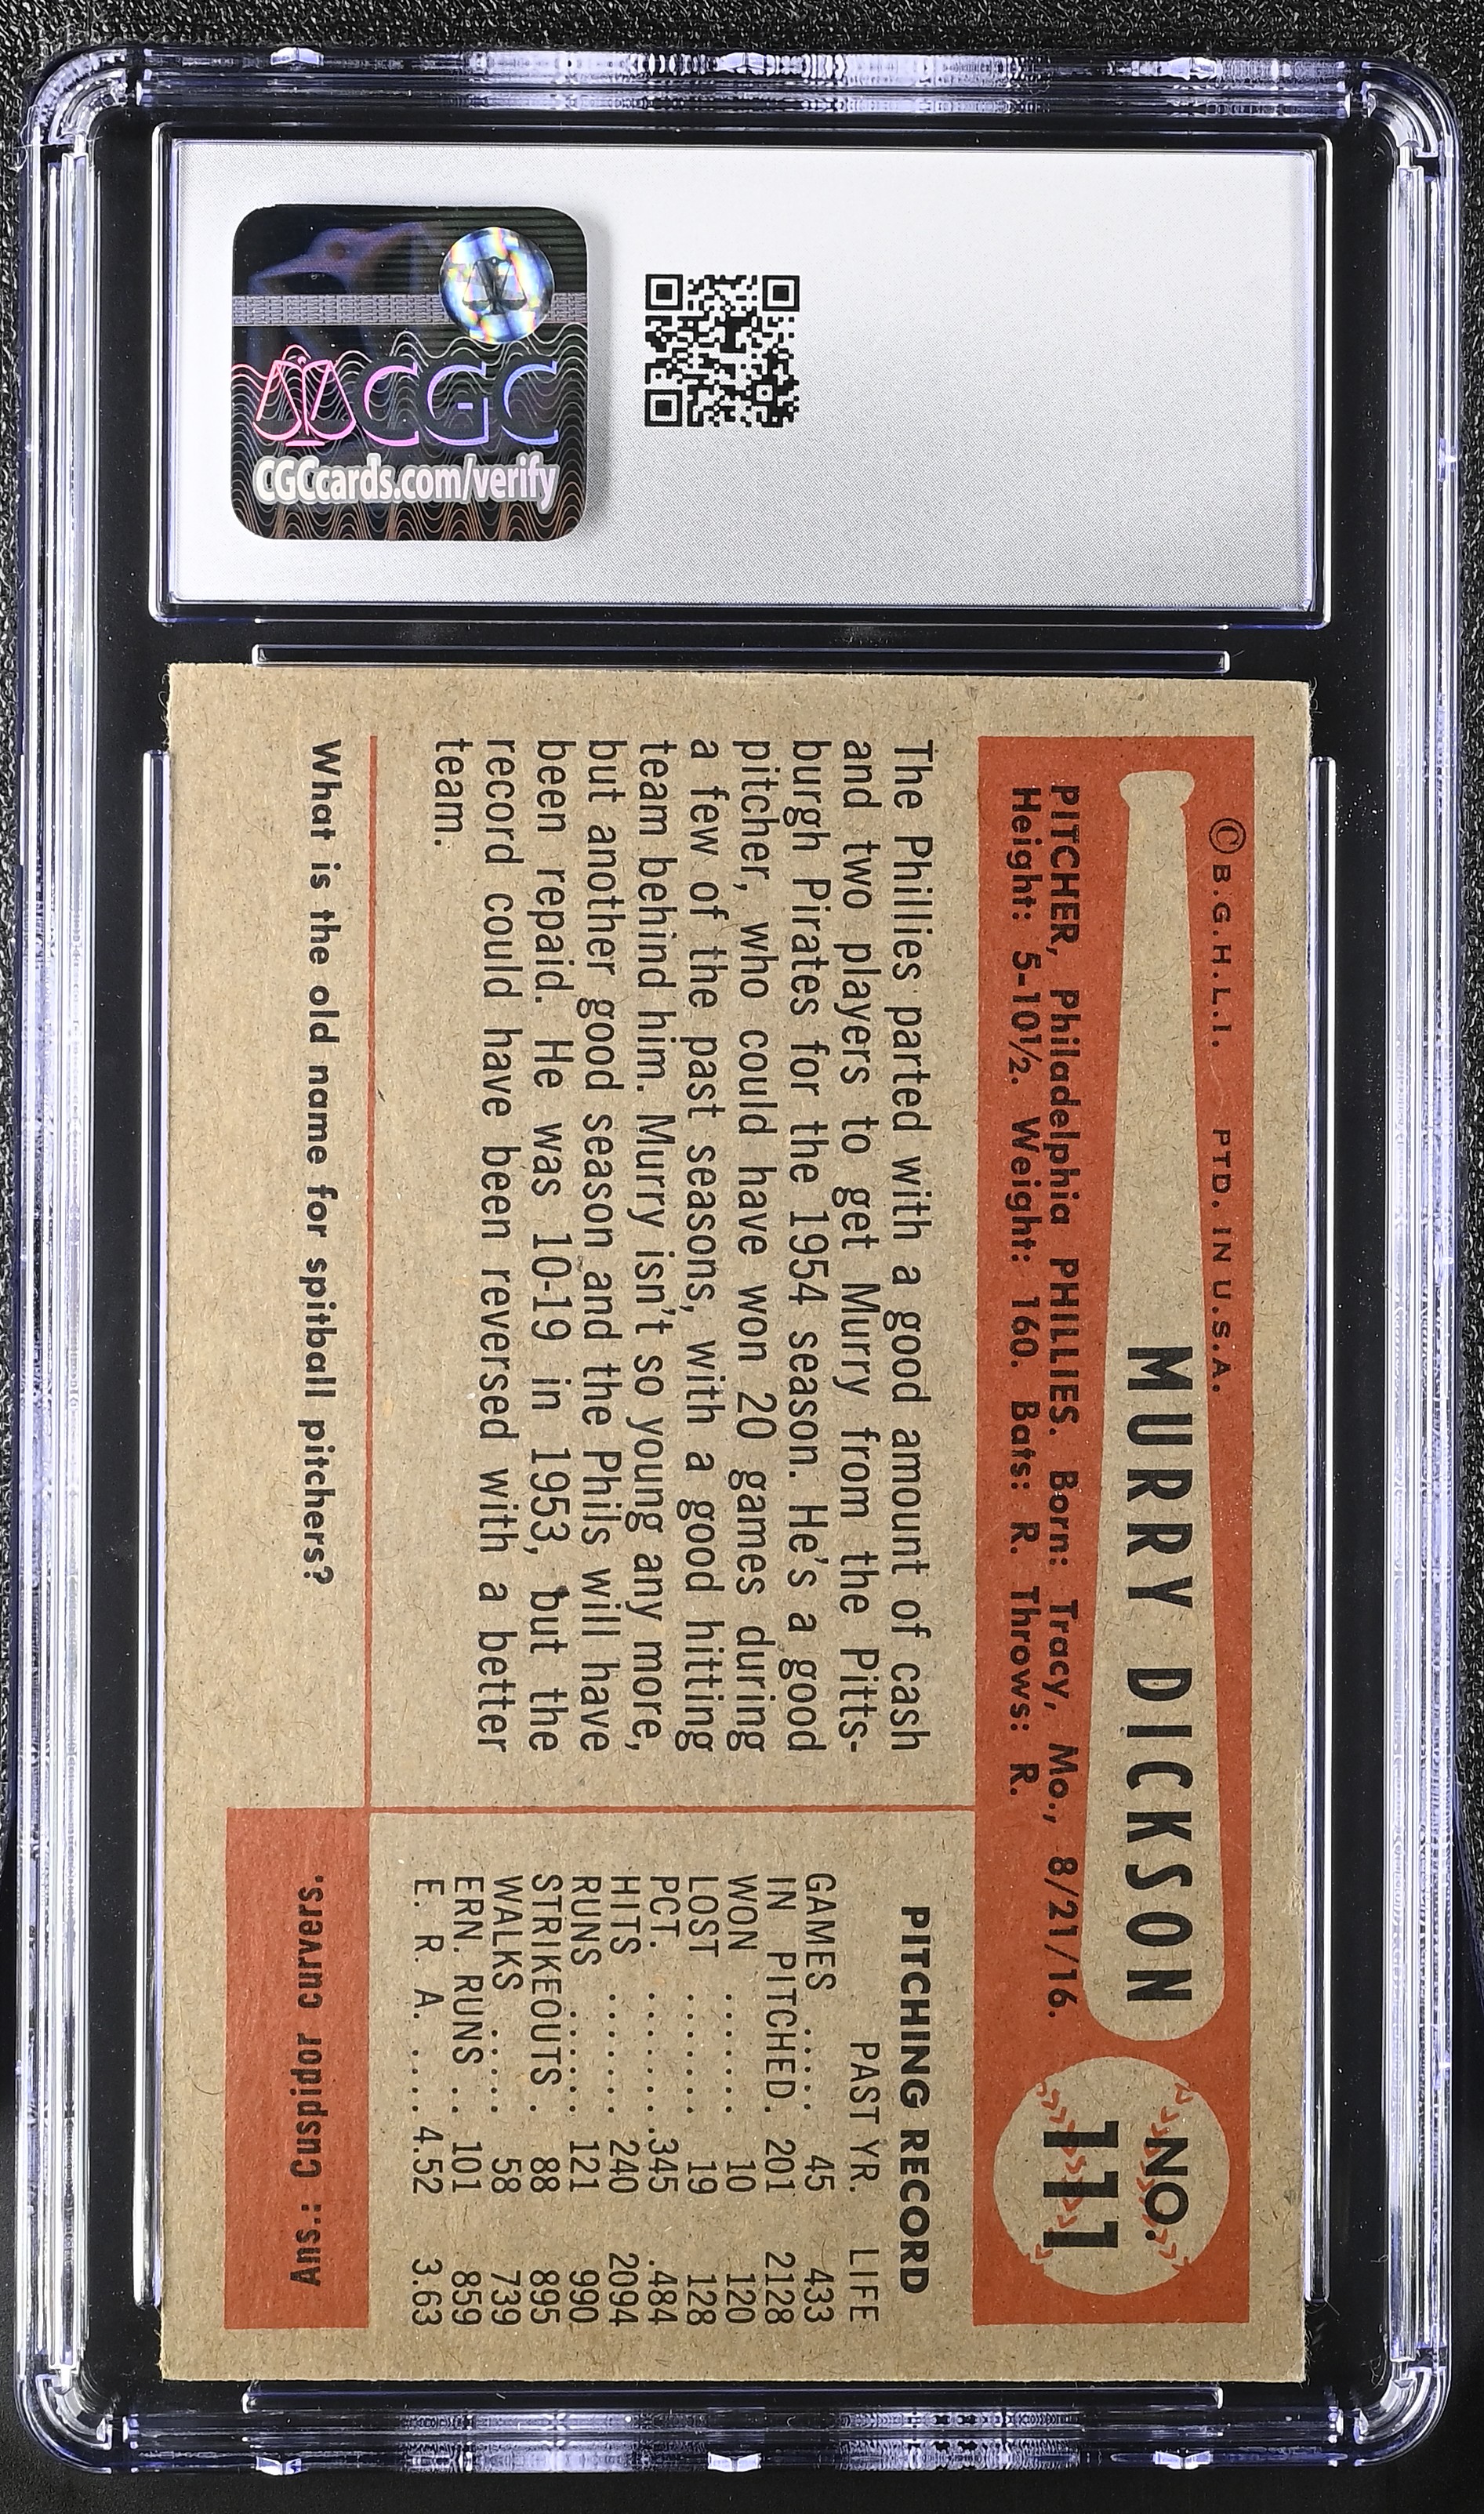 CGC
CGCcards.com/verify
© B.G.H.L.I. PTD. IN U.S.A.
MURRY DICKSON
NO.
111
PITCHER, Philadelphia PHILLIES. Born: Tracy, Mo., 8/21/16.
Height: 5-10½. Weight: 160. Bats: R. Throws: R.
The Phillies parted with a good amount of cash
and two players to get Murry from the Pitts-
burgh Pirates for the 1954 season. He's a good
pitcher, who could have won 20 games during
a few of the past seasons, with a good hitting
team behind him. Murry isn't so young any more,
but another good season and the Phils will have
been repaid. He was 10-19 in 1953, but the
record could have been reversed with a better
team.
PITCHING RECORD
PAST YR. LIFE
GAMES ..... 45 433
IN PITCHED. 201 2128
WON ...... 10 120
LOST ...... 19 128
PCT. ....... .345 .484
HITS ...... 240 2094
RUNS ..... 121 990
STRIKEOUTS . 88 895
WALKS .... 58 739
ERN. RUNS .. 101 859
E. R. A. .... 4.52 3.63
What is the old name for spitball pitchers?
Ans.: Cuspidor curvers.